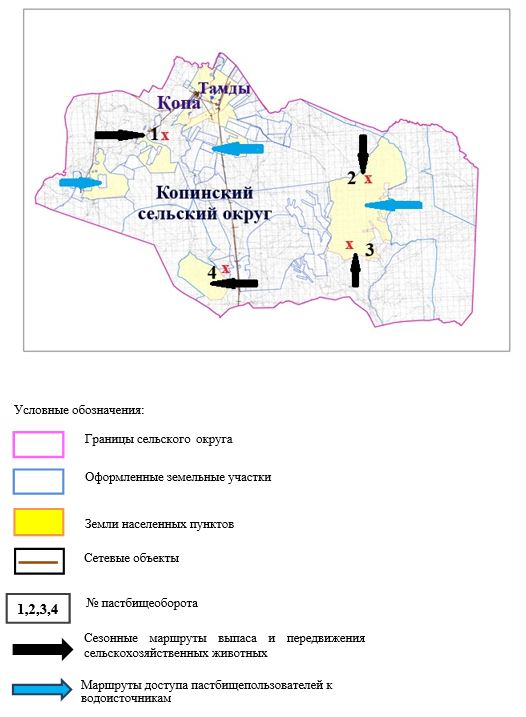 Тамды
Қопа
1 x
Копинский
сельский округ
2 x
x 3
4 x
Условные обозначения:
Границы сельского округа
Оформленные земельные участки
Земли населенных пунктов
Сетевые объекты
1,2,3,4
№ пастбищеоборота
Сезонные маршруты выпаса и передвижения
сельскохозяйственных животных
Маршруты доступа пастбищепользователей к
водоисточникам